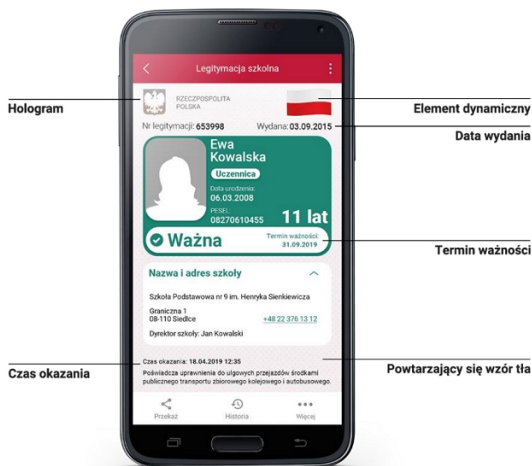 Legitymacja szkolna
Hologram
RZECZPOSPOLITA
POLSKA
Element dynamiczny
Nr legitymacji: 653998 Wydana: 03.09.2015
Data wydania
Ewa
Kowalska
Uczennica
Data urodzenia:
06.03.2008
PESEL:
08270610455
11 lat
Ważna
Termin ważności:
31.09.2019
Termin ważności
Nazwa i adres szkoły
Szkoła Podstawowa nr 9 im. Henryka Sienkiewicza
Graniczna 1
08-110 Siedlce +48 22 376 13 12
Dyrektor szkoły: Jan Kowalski
Czas okazania: 18.04.2019 12:35
Czas okazania
Powtarzający się wzór tła
Poświadcza uprawnienia do ulgowych przejazdów środkami
publicznego transportu zbiorowego kolejowego i autobusowego.
Przekaż Historia Więcej